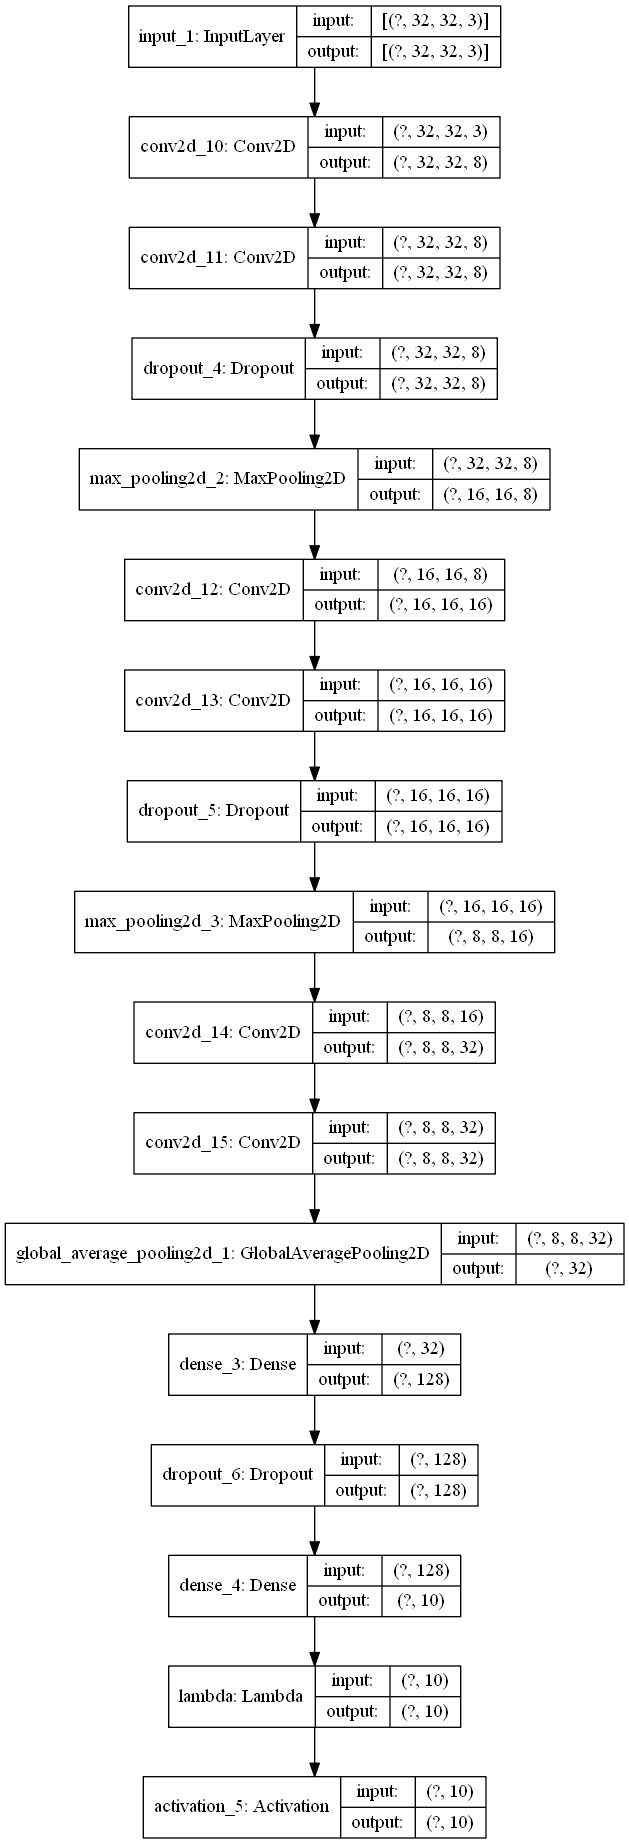 input_1: InputLayer
input: [(?, 32, 32, 3)]
output: [(?, 32, 32, 3)]
conv2d_10: Conv2D
input: (?, 32, 32, 3)
output: (?, 32, 32, 8)
conv2d_11: Conv2D
input: (?, 32, 32, 8)
output: (?, 32, 32, 8)
dropout_4: Dropout
input: (?, 32, 32, 8)
output: (?, 32, 32, 8)
max_pooling2d_2: MaxPooling2D
input: (?, 32, 32, 8)
output: (?, 16, 16, 8)
conv2d_12: Conv2D
input: (?, 16, 16, 8)
output: (?, 16, 16, 16)
conv2d_13: Conv2D
input: (?, 16, 16, 16)
output: (?, 16, 16, 16)
dropout_5: Dropout
input: (?, 16, 16, 16)
output: (?, 16, 16, 16)
max_pooling2d_3: MaxPooling2D
input: (?, 16, 16, 16)
output: (?, 8, 8, 16)
conv2d_14: Conv2D
input: (?, 8, 8, 16)
output: (?, 8, 8, 32)
conv2d_15: Conv2D
input: (?, 8, 8, 32)
output: (?, 8, 8, 32)
global_average_pooling2d_1: GlobalAveragePooling2D
input: (?, 8, 8, 32)
output: (?, 32)
dense_3: Dense
input: (?, 32)
output: (?, 128)
dropout_6: Dropout
input: (?, 128)
output: (?, 128)
dense_4: Dense
input: (?, 128)
output: (?, 10)
lambda: Lambda
input: (?, 10)
output: (?, 10)
activation_5: Activation
input: (?, 10)
output: (?, 10)